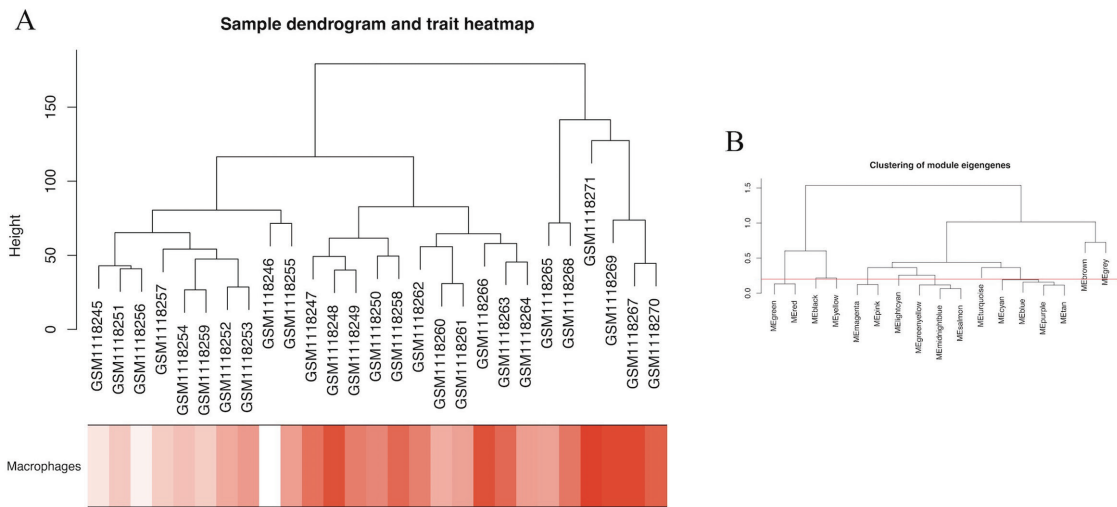 A
Sample dendrogram and trait heatmap
Height
150
100
50
0
GSM1118245
GSM1118251
GSM1118256
GSM1118257
GSM1118254
GSM1118259
GSM1118252
GSM1118253
GSM1118246
GSM1118255
GSM1118247
GSM1118248
GSM1118249
GSM1118250
GSM1118258
GSM1118262
GSM1118260
GSM1118261
GSM1118266
GSM1118263
GSM1118264
GSM1118265
GSM1118268
GSM1118271
GSM1118269
GSM1118267
GSM1118270
Macrophages
B
Clustering of module eigengenes
1.5
1.0
0.5
0.0
MEgreen
MEred
MEblack
MEyellow
MEmagenta
MEpink
MElightcyan
MEgreenyellow
MEmidnightblue
MEsalmon
MEturquoise
MEcyan
MEblue
MEpurple
MEtan
MEbrown
MEgrey